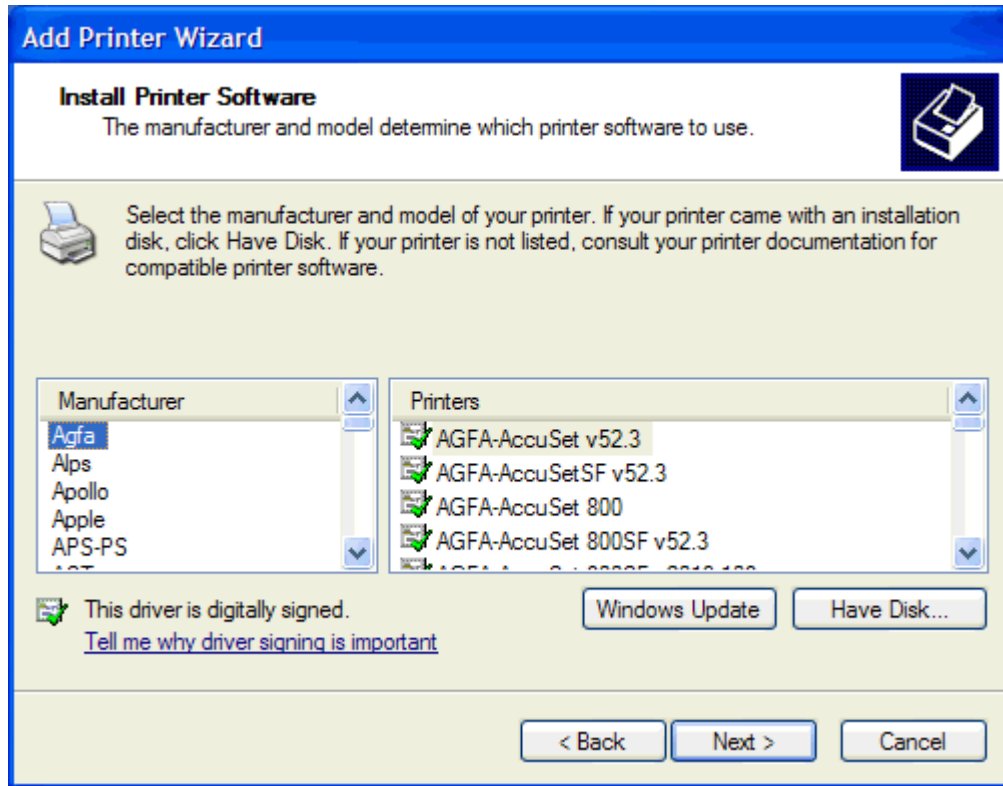 Add Printer Wizard
Install Printer Software
The manufacturer and model determine which printer software to use.
Select the manufacturer and model of your printer. If your printer came with an installation
disk, click Have Disk. If your printer is not listed, consult your printer documentation for
compatible printer software.
Manufacturer
Agfa
Alps
Apollo
Apple
APS-PS
Printers
AGFA-AccuSet v52.3
AGFA-AccuSetSF v52.3
AGFA-AccuSet 800
AGFA-AccuSet 800SF v52.3
This driver is digitally signed.
Tell me why driver signing is important
Windows Update
Have Disk...
< Back
Next >
Cancel